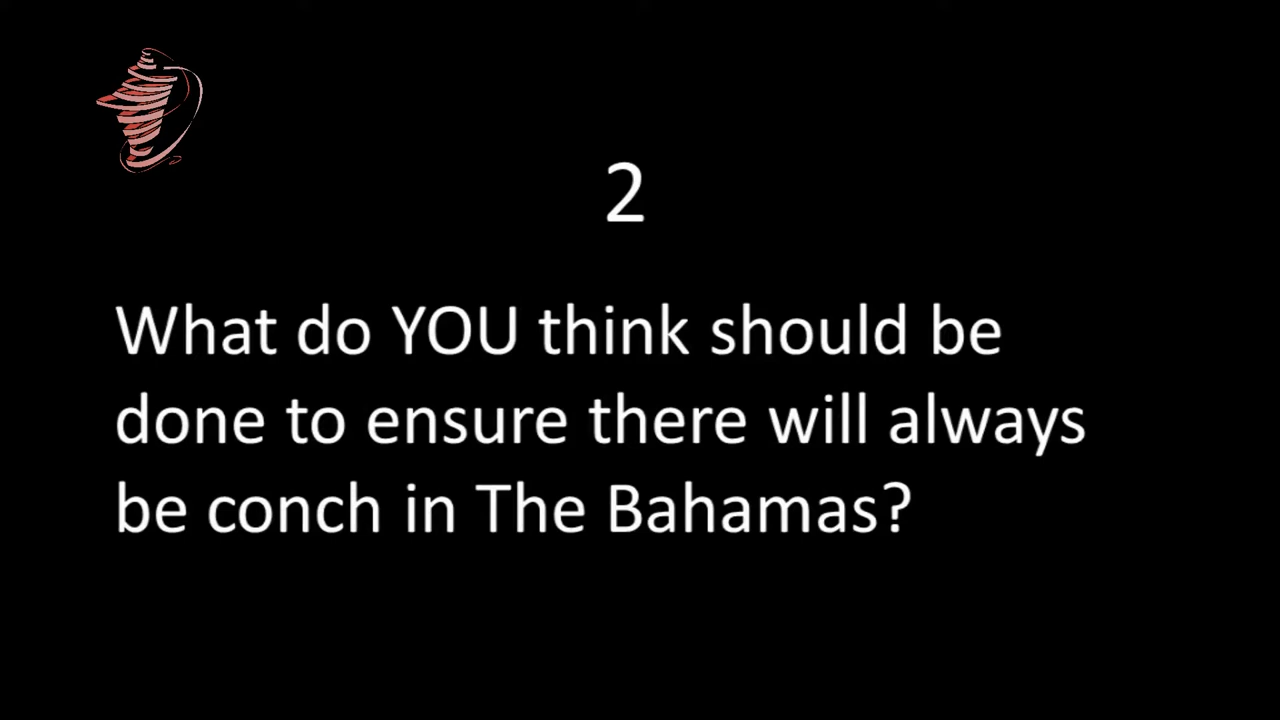 2
What do YOU think should be
done to ensure there will always
be conch in The Bahamas?